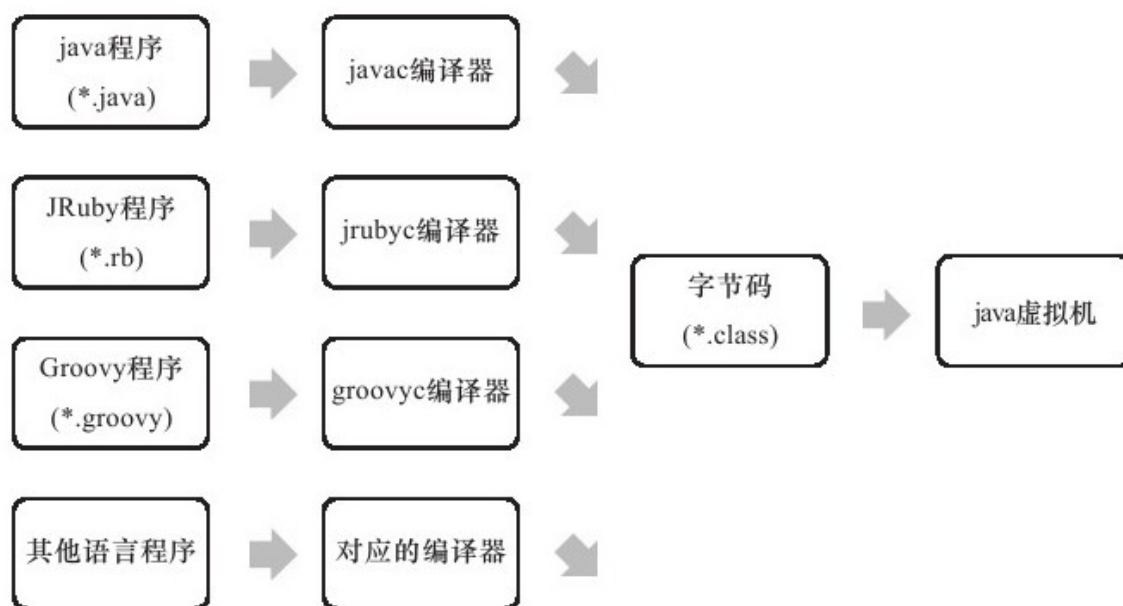 java程序
(*.java)
javac编译器
JRuby程序
(*.rb)
jrubyc编译器
Groovy程序
(*.groovy)
groovyc编译器
其他语言程序
对应的编译器
字节码
(*.class)
java虚拟机